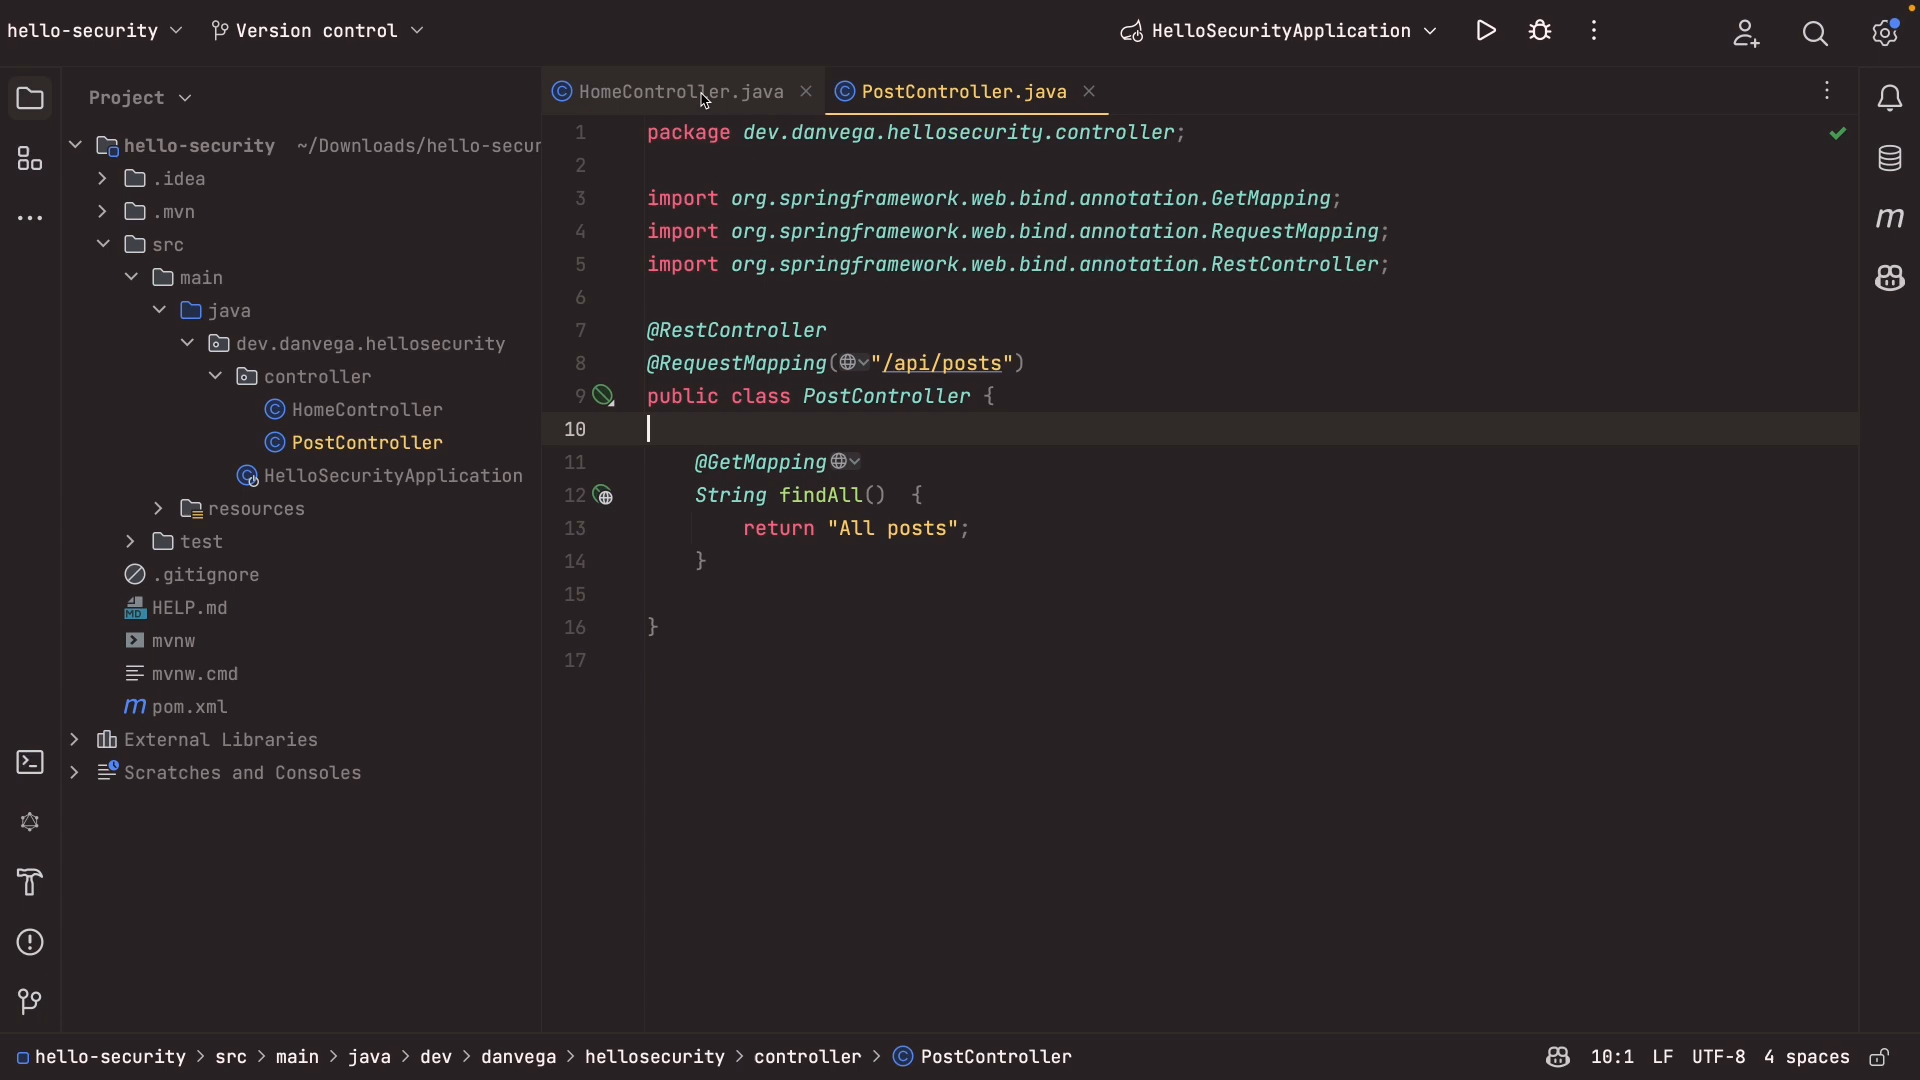 hello-security Version control HelloSecurityApplication
Project
hello-security ~/Downloads/hello-secur
.idea
.mvn
src
main
java
dev.danvega.hellosecurity
controller
HomeController
PostController
HelloSecurityApplication
resources
test
.gitignore
MD HELP.md
mvnw
mvnw.cmd
m pom.xml
External Libraries
Scratches and Consoles
C HomeController.java C PostController.java
1 package dev.danvega.hellosecurity.controller;
2
3 import org.springframework.web.bind.annotation.GetMapping;
4 import org.springframework.web.bind.annotation.RequestMapping;
5 import org.springframework.web.bind.annotation.RestController;
6
7 @RestController
8 @RequestMapping("/api/posts")
9 public class PostController {
10
11 @GetMapping
12 String findAll() {
13 return "All posts";
14 }
15
16 }
17
m
hello-security > src > main > java > dev > danvega > hellosecurity > controller > C PostController 10:1 LF UTF-8 4 spaces